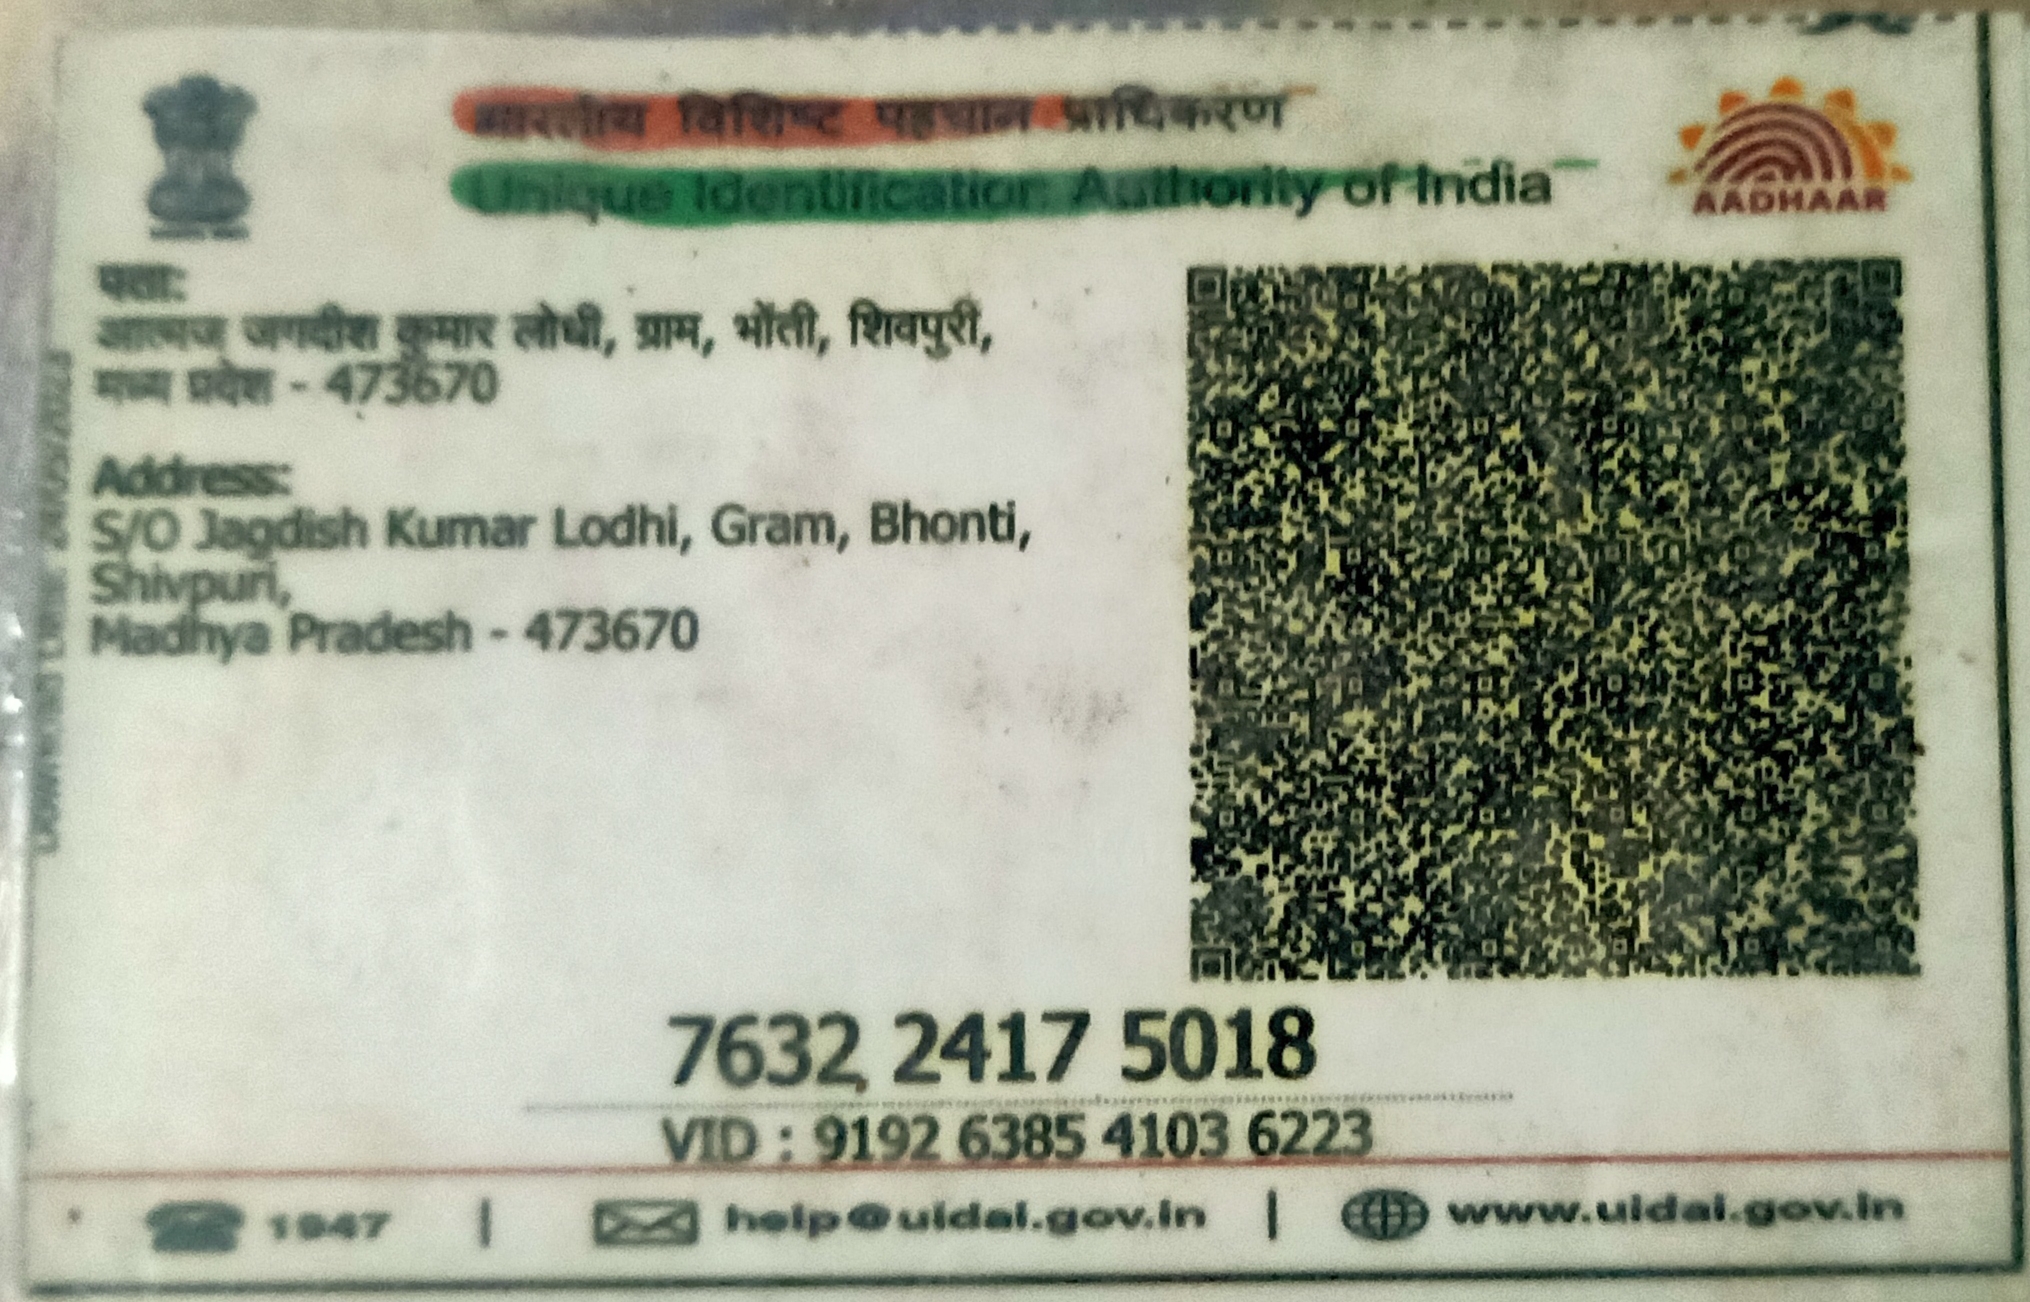 भारतीय विशिष्ट पहचान प्राधिकरण
Unique Identification Authority of India
AADHAAR
पता:
आत्मज जगदीश कुमार लोधी, ग्राम, भोंती, शिवपुरी,
मध्य प्रदेश - 473670
Address:
S/O Jagdish Kumar Lodhi, Gram, Bhonti,
Shivpuri,
Madhya Pradesh - 473670
7632 2417 5018
VID : 9192 6385 4103 6223
1947 | help@uidai.gov.in | www.uidai.gov.in